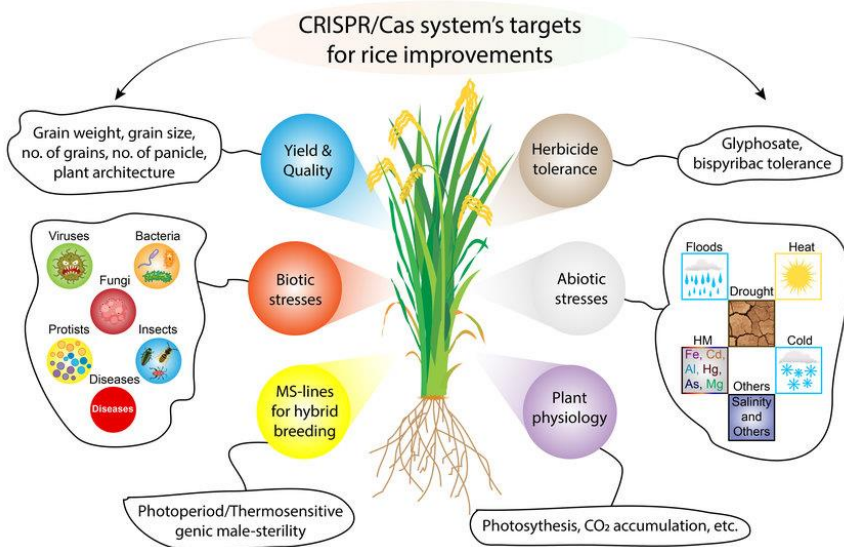 CRISPR/Cas system's targets
for rice improvements
Grain weight, grain size,
no. of grains, no. of panicle,
plant architecture
Yield &
Quality
Herbicide
tolerance
Glyphosate,
bispyribac tolerance
Viruses
Bacteria
Fungi
Protists
Insects
Diseases
Diseases
Biotic
stresses
Abiotic
stresses
Floods
Heat
Drought
HM
Cold
Fe, Cd,
Al, Hg,
As, Mg
Others
Salinity
and
Others
MS-lines
for hybrid
breeding
Plant
physiology
Photoperiod/Thermosensitive
genic male-sterility
Photosythesis, CO₂ accumulation, etc.